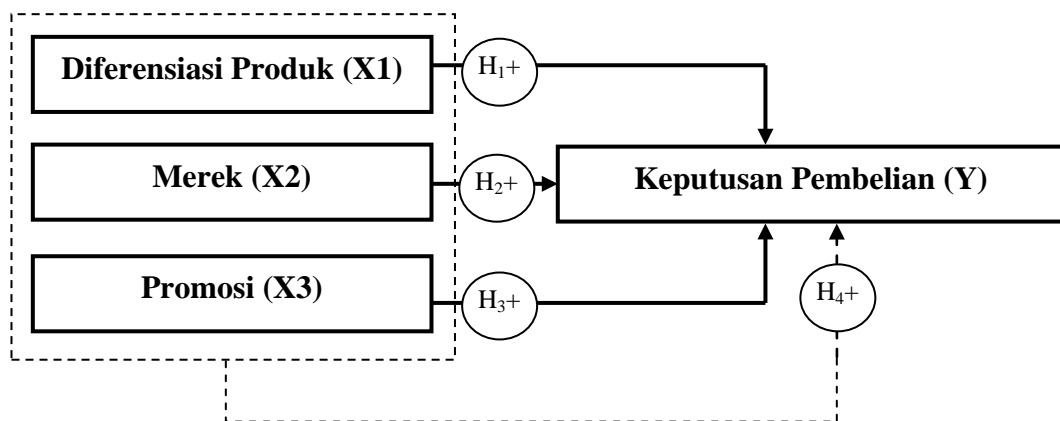 Diferensiasi Produk (X1)
H₁+
Merek (X2)
H₂+
Keputusan Pembelian (Y)
Promosi (X3)
H₃+
H₄+